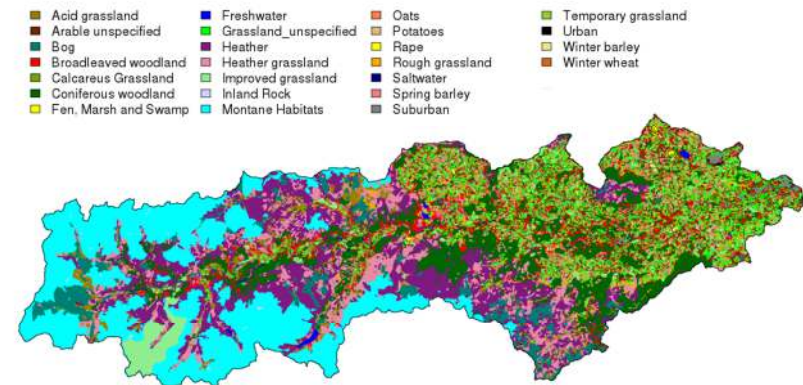 Acid grassland
Arable unspecified
Bog
Broadleaved woodland
Calcareus Grassland
Coniferous woodland
Fen, Marsh and Swamp
Freshwater
Grassland_unspecified
Heather
Heather grassland
Improved grassland
Inland Rock
Montane Habitats
Oats
Potatoes
Rape
Rough grassland
Saltwater
Spring barley
Suburban
Temporary grassland
Urban
Winter barley
Winter wheat